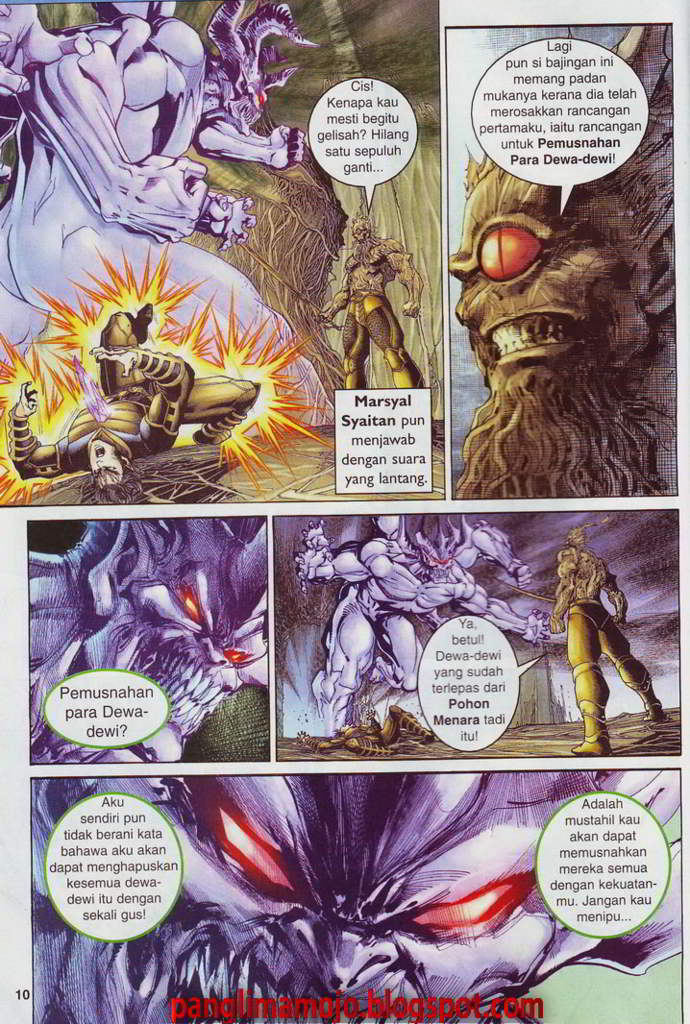 Cis!
Kenapa kau
mesti begitu
gelisah? Hilang
satu sepuluh
ganti...
Marsyal
Syaitan pun
menjawab
dengan suara
yang lantang.
Lagi
pun si bajingan ini
memang padan
mukanya kerana dia telah
merosakkan rancangan
pertamaku, iaitu rancangan
untuk Pemusnahan
Para Dewa-dewi!
Pemusnahan
para Dewa-
dewi?
Ya,
betul!
Dewa-dewi
yang sudah
terlepas dari
Pohon
Menara tadi
itu!
Aku
sendiri pun
tidak berani kata
bahawa aku akan
dapat menghapuskan
kesemua dewa-
dewi itu dengan
sekali gus!
Adalah
mustahil kau
akan dapat
memusnahkan
mereka semua
dengan kekuatan-
mu. Jangan kau
menipu...
10
panglimamojo.blogspot.com